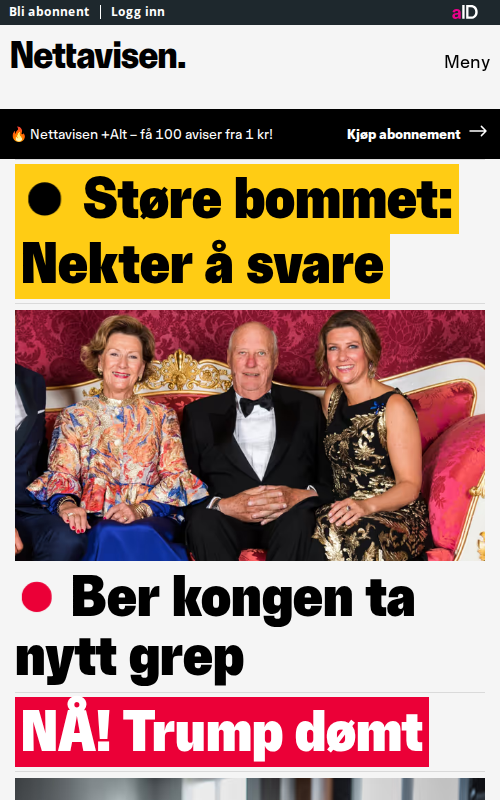 Bli abonnent | Logg inn
aID
Nettavisen.
Meny
🔥 Nettavisen +Alt – få 100 aviser fra 1 kr!
Kjøp abonnement →
● Støre bommet:
Nekter å svare
● Ber kongen ta
nytt grep
NÅ! Trump dømt